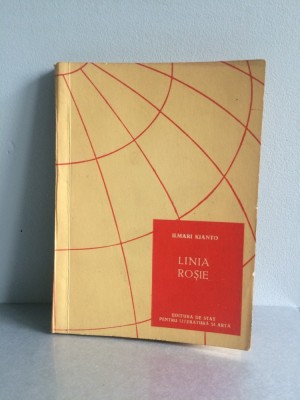 ILMARI KIANTO
LINIA
ROȘIE
EDITURA DE STAT
PENTRU LITERATURĂ ȘI ARTĂ